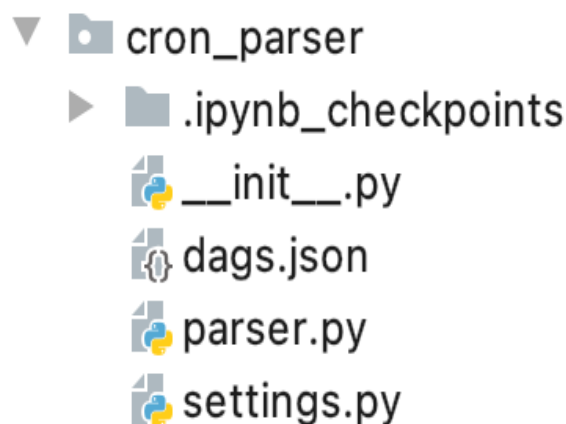 cron_parser
.ipynb_checkpoints
__init__.py
dags.json
parser.py
settings.py